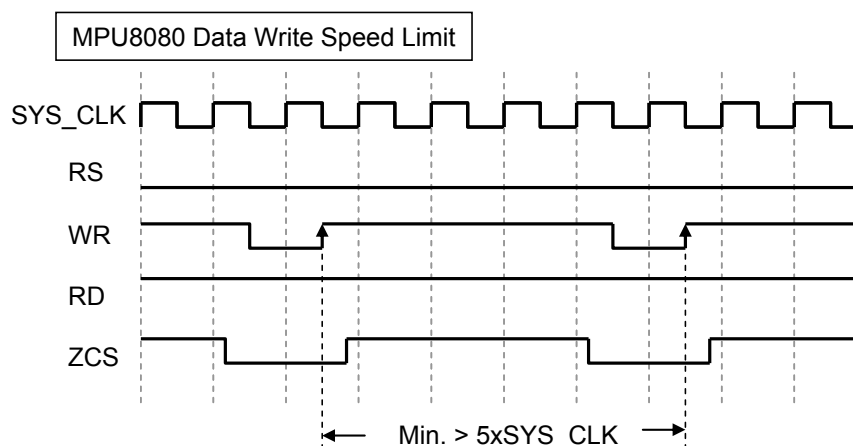 MPU8080 Data Write Speed Limit
SYS_CLK
RS
WR
RD
ZCS
Min. > 5xSYS_CLK